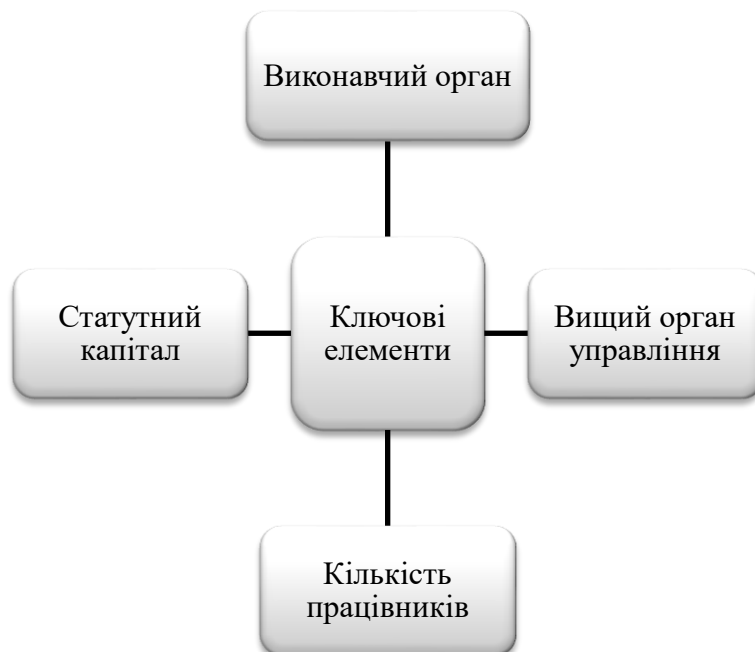 Виконавчий орган
Статутний
капітал
Ключові
елементи
Вищий орган
управління
Кількість
працівників